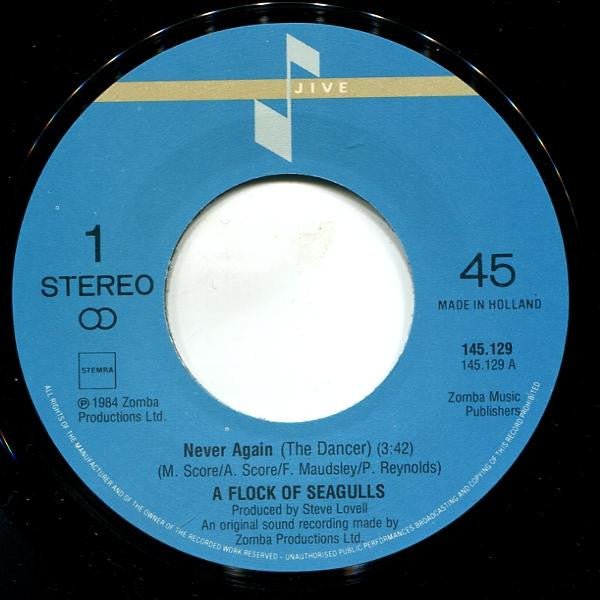 JIVE
1
STEREO
45
MADE IN HOLLAND
STEMRA
145.129
145.129 A
℗ 1984 Zomba
Productions Ltd.
Zomba Music
Publishers
Never Again (The Dancer) (3:42)
(M. Score/A. Score/F. Maudsley/P. Reynolds)
A FLOCK OF SEAGULLS
Produced by Steve Lovell
An original sound recording made by
Zomba Productions Ltd.
ALL RIGHTS OF THE MANUFACTURER AND OF THE OWNER OF THE RECORDED WORK RESERVED - UNAUTHORISED PUBLIC PERFORMANCES BROADCASTING AND COPYING OF THIS RECORD PROHIBITED